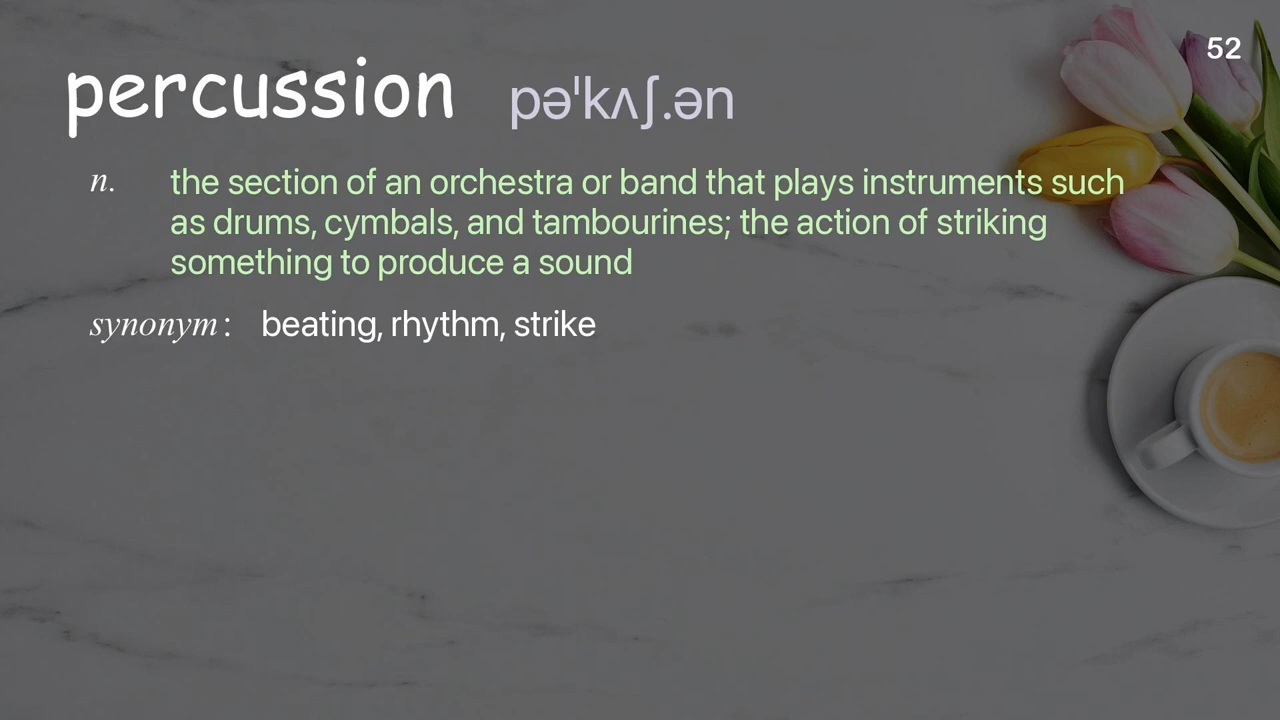 52
percussion pəˈkʌʃ.ən
n. the section of an orchestra or band that plays instruments such
as drums, cymbals, and tambourines; the action of striking
something to produce a sound
synonym: beating, rhythm, strike